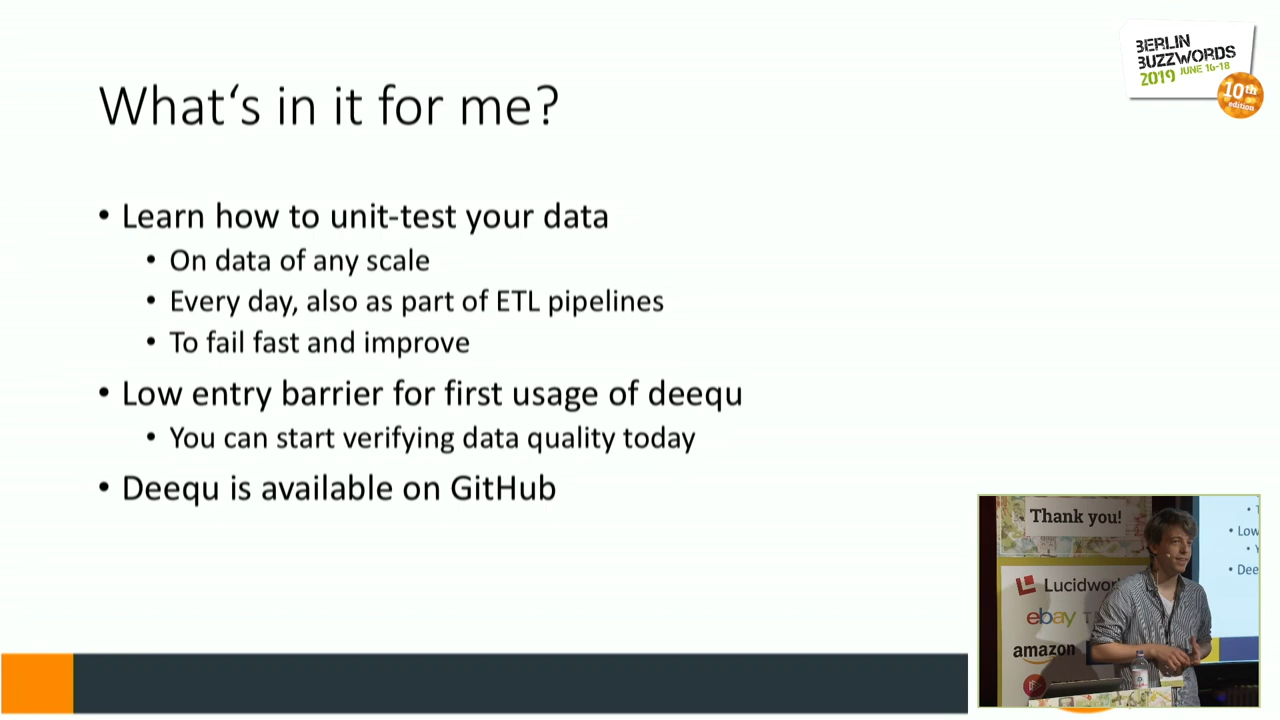 BERLIN
BUZZWORDS
2019 JUNE 16-18
10th
edition
What‘s in it for me?
• Learn how to unit-test your data
• On data of any scale
• Every day, also as part of ETL pipelines
• To fail fast and improve
• Low entry barrier for first usage of deequ
• You can start verifying data quality today
• Deequ is available on GitHub
Thank you!
Lucidwor
ebay
amazon
• Low
• Dee